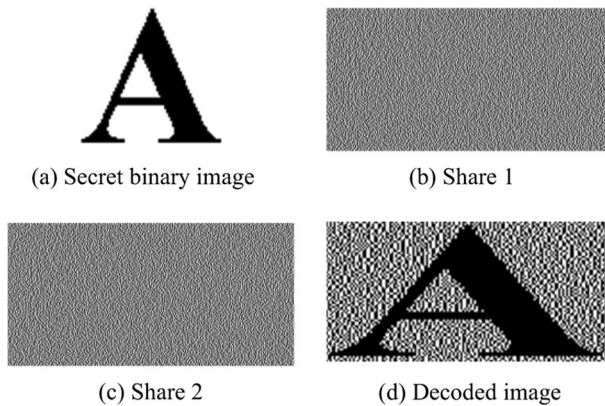 A
(a) Secret binary image
(b) Share 1
(c) Share 2
A
(d) Decoded image